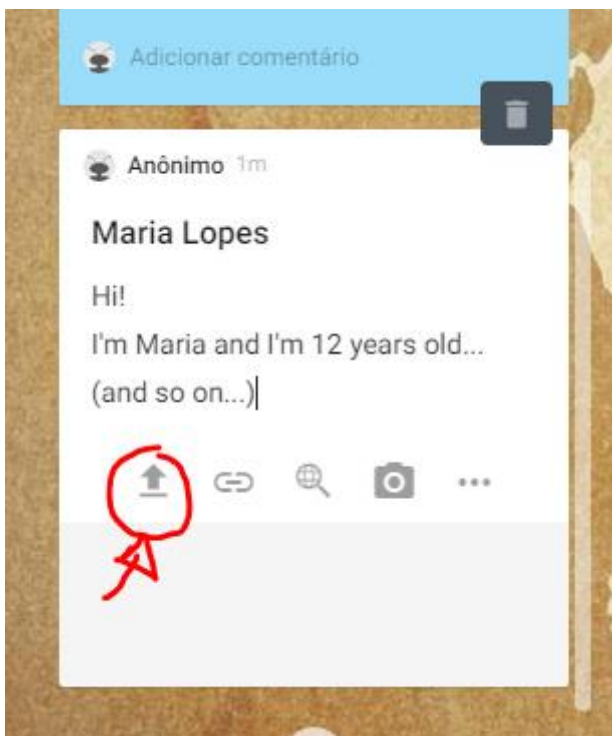 Adicionar comentário
Anônimo 1m
Maria Lopes
Hi!
I'm Maria and I'm 12 years old...
(and so on...)